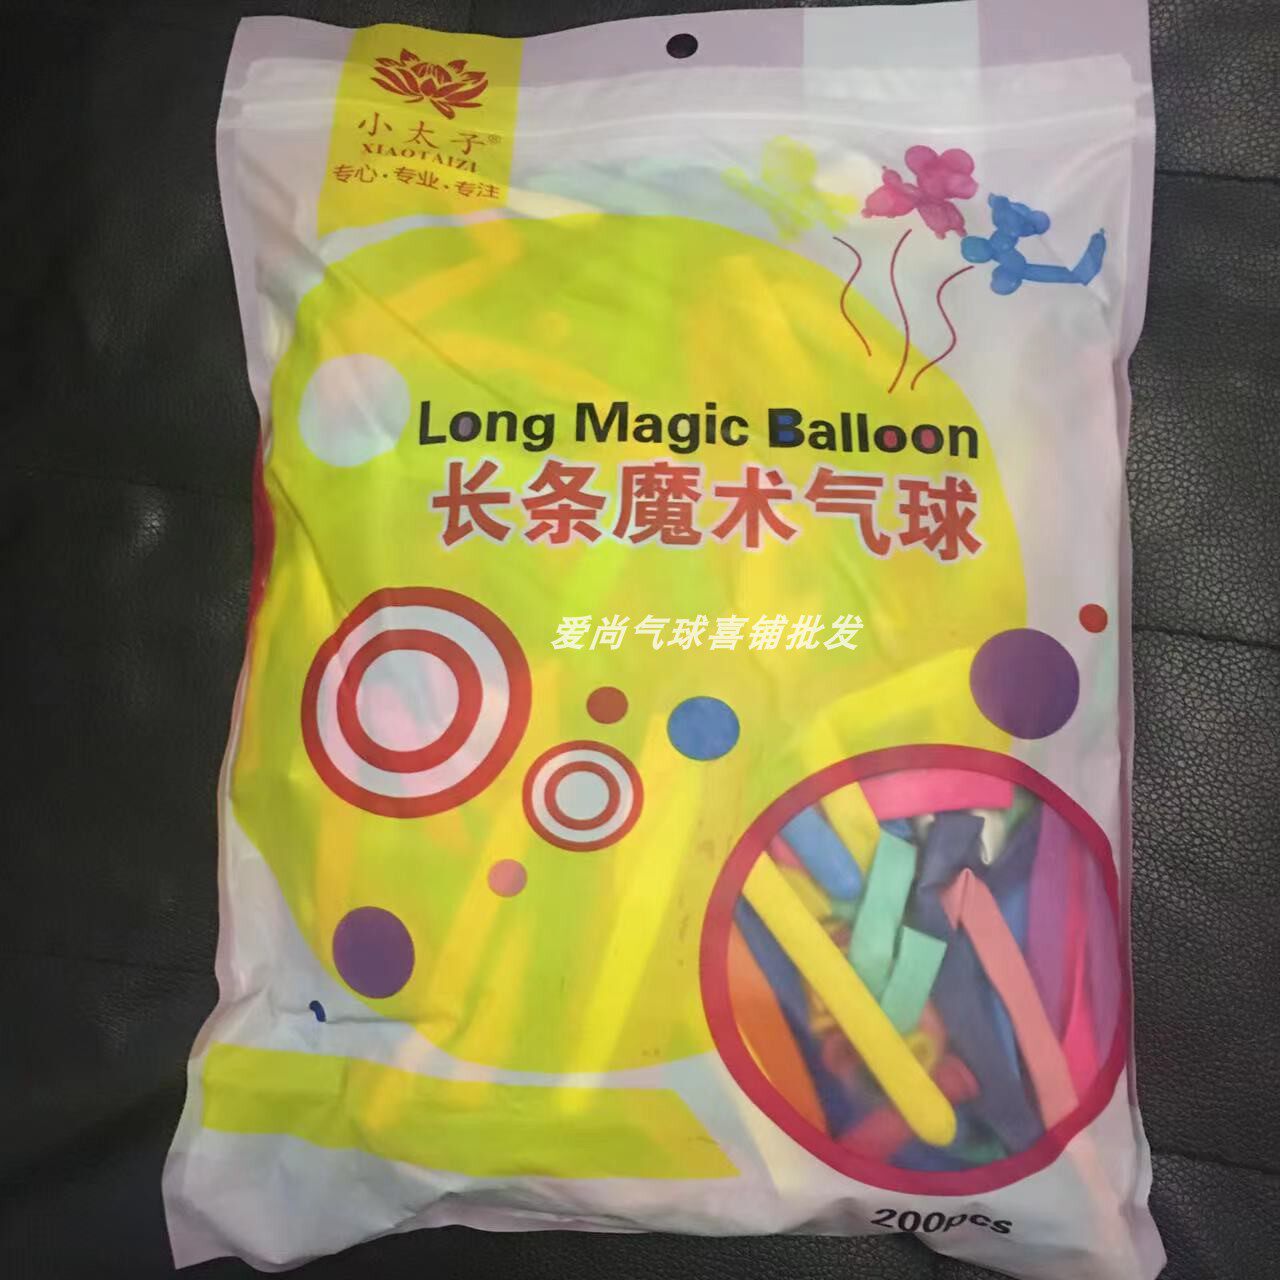 小太子®
XIAOTAIZI
专心·专业·专注
Long Magic Balloon
长条魔术气球
爱尚气球喜铺批发
200pcs